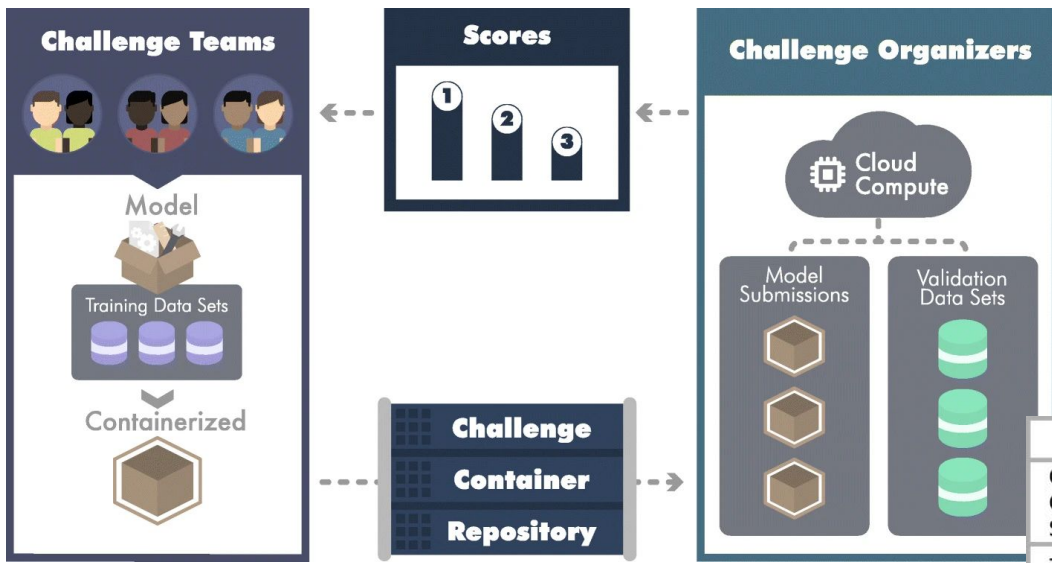 Challenge Teams
Model
Training Data Sets
Containerized
Scores
1
2
3
Challenge
Container
Repository
Challenge Organizers
Cloud
Compute
Model
Submissions
Validation
Data Sets